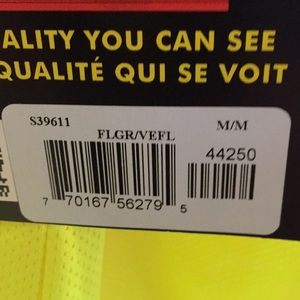 ALITY YOU CAN SEE
QUALITÉ QUI SE VOIT
S39611
FLGR/VEFL
M/M
44250
7 70167 56279 5